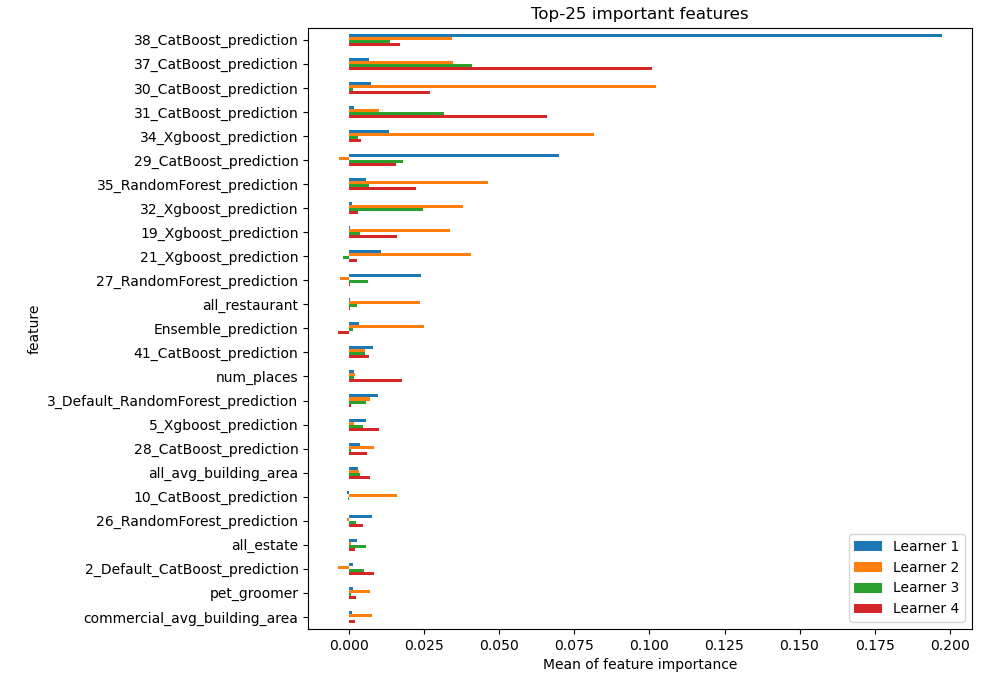 Top-25 important features
38_CatBoost_prediction
37_CatBoost_prediction
30_CatBoost_prediction
31_CatBoost_prediction
34_Xgboost_prediction
29_CatBoost_prediction
35_RandomForest_prediction
32_Xgboost_prediction
19_Xgboost_prediction
21_Xgboost_prediction
27_RandomForest_prediction
all_restaurant
Ensemble_prediction
41_CatBoost_prediction
num_places
3_Default_RandomForest_prediction
5_Xgboost_prediction
28_CatBoost_prediction
all_avg_building_area
10_CatBoost_prediction
26_RandomForest_prediction
all_estate
2_Default_CatBoost_prediction
pet_groomer
commercial_avg_building_area
feature
Learner 1
Learner 2
Learner 3
Learner 4
0.000 0.025 0.050 0.075 0.100 0.125 0.150 0.175 0.200
Mean of feature importance